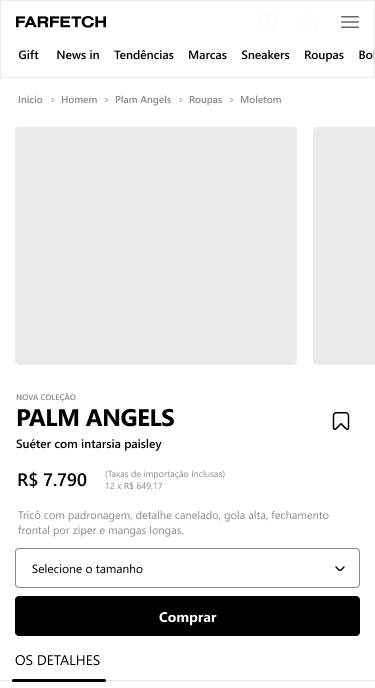 FARFETCH
Gift News in Tendências Marcas Sneakers Roupas Bol
Início › Homem › Plam Angels › Roupas › Moletom
NOVA COLEÇÃO
PALM ANGELS
Suéter com intarsia paisley
R$ 7.790
(Taxas de importação Inclusas)
12 x R$ 649,17
Tricô com padronagem, detalhe canelado, gola alta, fechamento
frontal por zíper e mangas longas.
Selecione o tamanho
Comprar
OS DETALHES